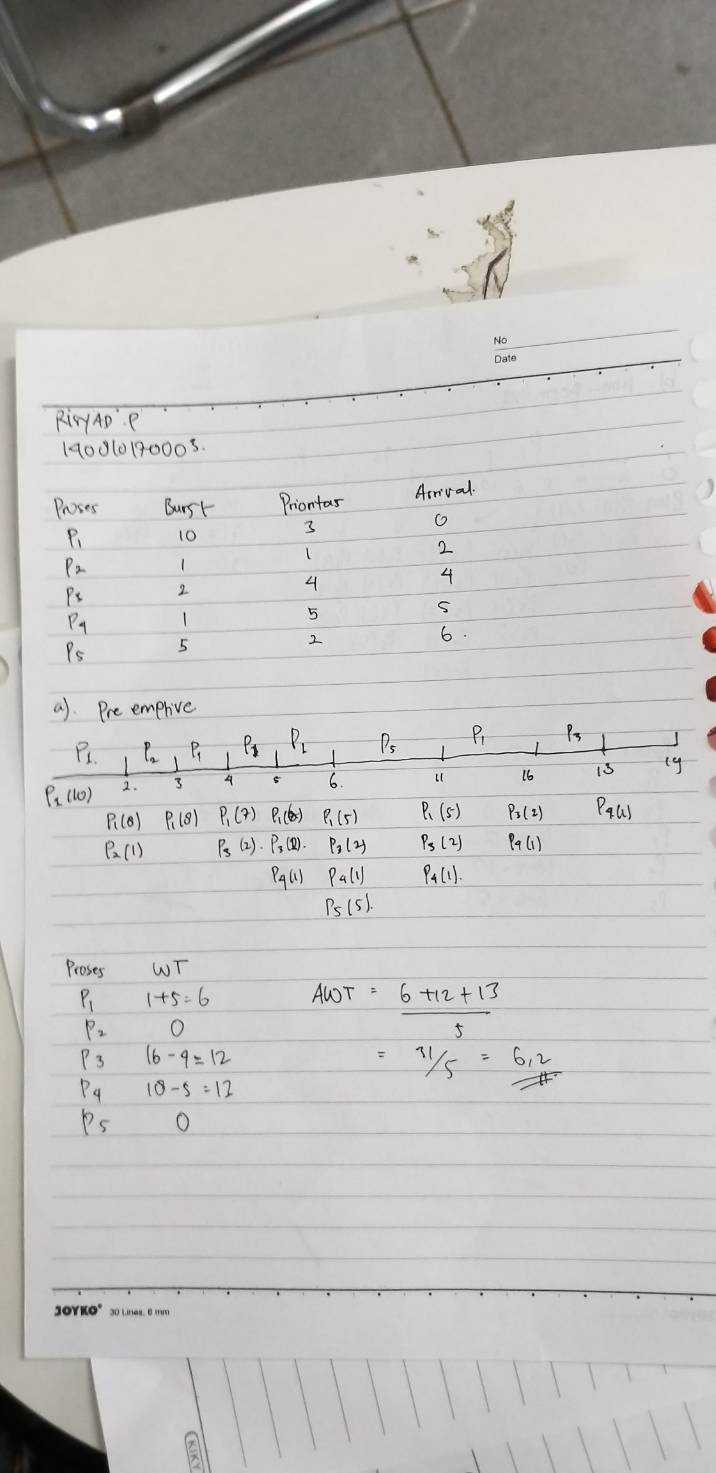 No
Date
RiɣAD P
Proses Burst Priontas Arrival.
P1 10 3 0
P2 1 1 2
P3 2 4 4
P4 1 5 5
P5 5 2 6.
a). Pre emptive
P1. P2 P1 P1 P5 P1 P3
2. 3 4 5 6. 11 16 18 19
P1(10)
P1(8) P1(8) P1(7) P1(6) P1(5) P1(5) P3(2) P4(1)
P2(1) P3(2). P3(2). P3(2) P3(2) P4(1)
P4(1) P4(1) P4(1).
P5(5).
Proses WT
P1 1+5=6 AWT = 6+12+13
P2 0 5
P3 16-4=12 = 31/5 = 6,2
P4 18-5=13
P5 0
JOYKO® 30 Lines, 6 mm
KIKY